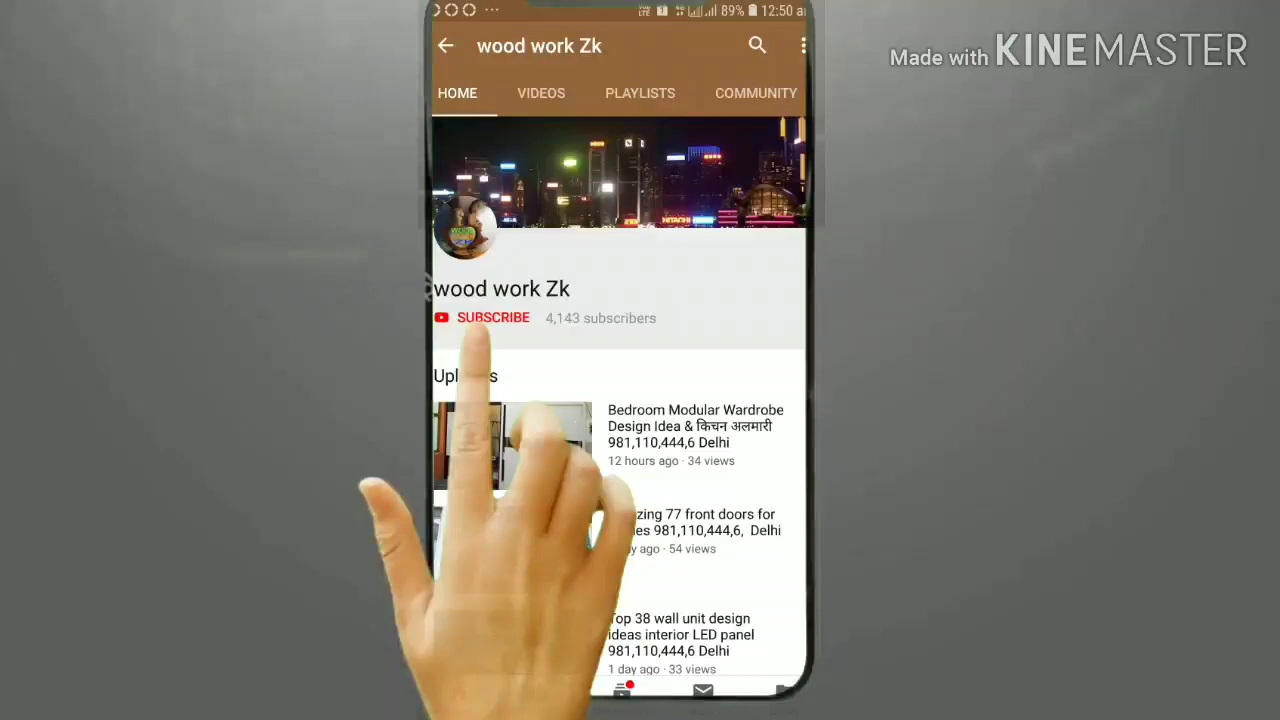 89% 12:50 a
wood work Zk
Made with KINEMASTER
HOME VIDEOS PLAYLISTS COMMUNITY
HITACHI
wood work Zk
SUBSCRIBE 4,143 subscribers
Bedroom Modular Wardrobe
Design Idea & किचन अलमारी
981,110,444,6 Delhi
12 hours ago · 34 views
77 front doors for
981,110,444,6, Delhi
ago · 54 views
Top 38 wall unit design
ideas interior LED panel
981,110,444,6 Delhi
1 day ago · 33 views